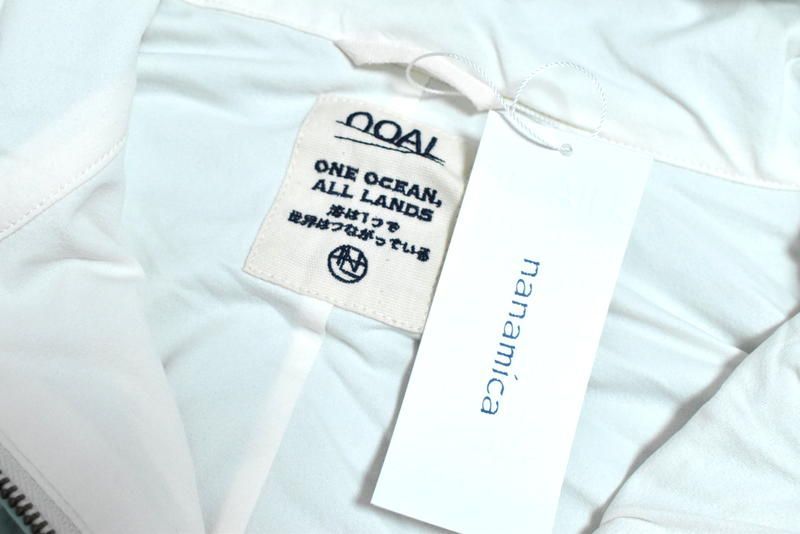 OOAL
ONE OCEAN,
ALL LANDS
海は1つで
世界はつながっている
nanamíca